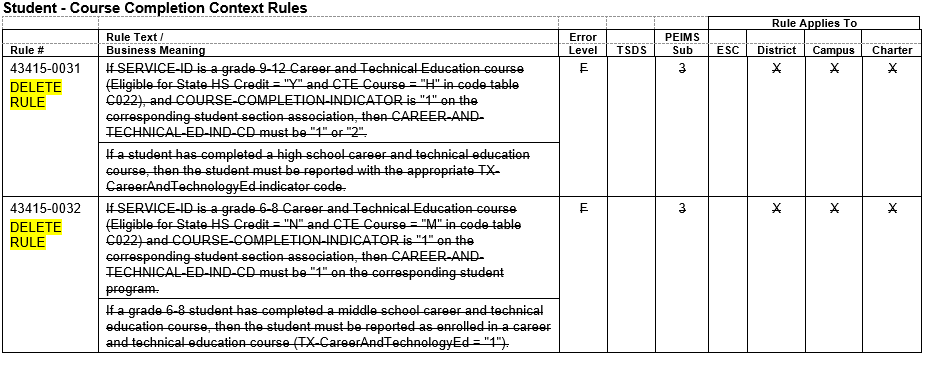 Student - Course Completion Context Rules
Rule Applies To
Rule # Rule Text / Business Meaning Error Level TSDS PEIMS Sub ESC District Campus Charter
43415-0031 If SERVICE-ID is a grade 9-12 Career and Technical Education course F 3 X X X
DELETE (Eligible for State HS Credit = "Y" and CTE Course = "H" in code table
RULE C022), and COURSE-COMPLETION-INDICATOR is "1" on the
corresponding student section association, then CAREER-AND-
TECHNICAL-ED-IND-CD must be "1" or "2".
If a student has completed a high school career and technical education
course, then the student must be reported with the appropriate TX-
CareerAndTechnologyEd indicator code.
43415-0032 If SERVICE-ID is a grade 6-8 Career and Technical Education course F 3 X X X
DELETE (Eligible for State HS Credit = "N" and CTE Course = "M" in code table
RULE C022) and COURSE-COMPLETION-INDICATOR is "1" on the
corresponding student section association, then CAREER-AND-
TECHNICAL-ED-IND-CD must be "1" on the corresponding student
program.
If a grade 6-8 student has completed a middle school career and technical
education course, then the student must be reported as enrolled in a career
and technical education course (TX-CareerAndTechnologyEd = "1").